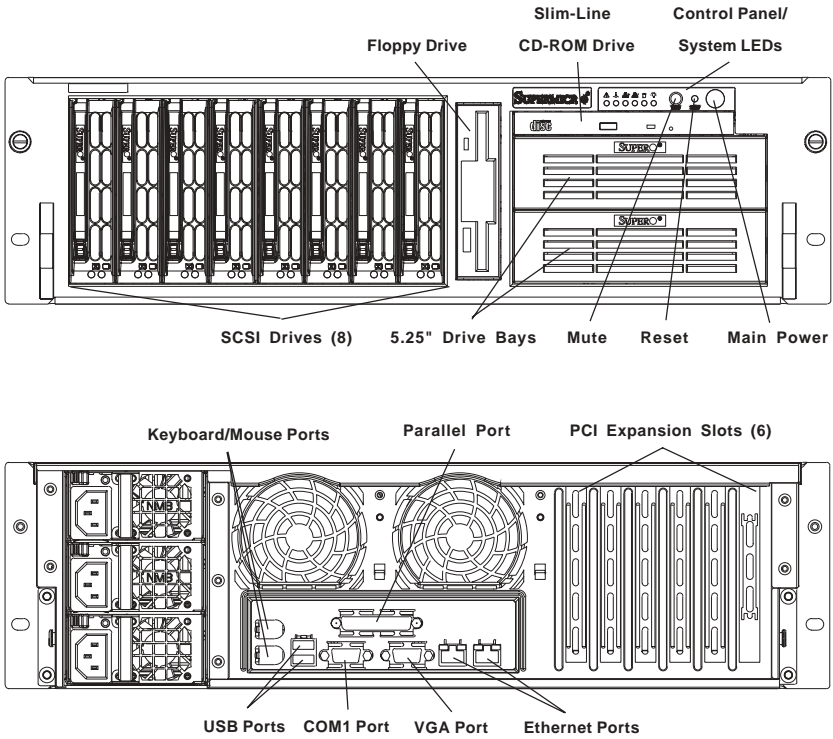 Slim-Line
CD-ROM Drive
Control Panel/
System LEDs
Floppy Drive
SUPERMICRO
disc
SUPERO
SUPERO
SCSI Drives (8)
5.25" Drive Bays
Mute
Reset
Main Power
Keyboard/Mouse Ports
Parallel Port
PCI Expansion Slots (6)
NMB
NMB
USB Ports
COM1 Port
VGA Port
Ethernet Ports